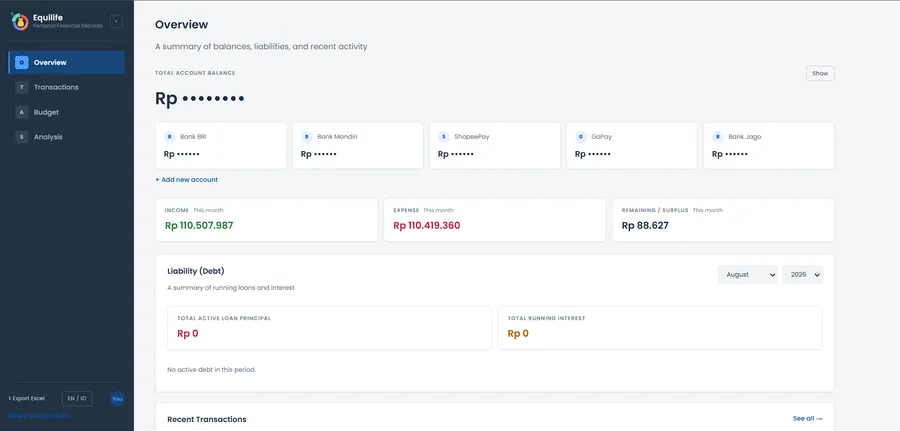 Equilife
Personal Financial Records
O Overview
T Transactions
A Budget
S Analysis
Export Excel
EN / ID
You
Overview
A summary of balances, liabilities, and recent activity
TOTAL ACCOUNT BALANCE
Show
Rp ••••••••
B Bank BRI
Rp ••••••
B Bank Mandiri
Rp ••••••
S ShopeePay
Rp ••••••
G GoPay
Rp ••••••
B Bank Jago
Rp ••••••
+ Add new account
INCOME This month
Rp 110.507.987
EXPENSE This month
Rp 110.419.360
REMAINING / SURPLUS This month
Rp 88.627
Liability (Debt)
A summary of running loans and interest
August
2026
TOTAL ACTIVE LOAN PRINCIPAL
Rp 0
TOTAL RUNNING INTEREST
Rp 0
No active debt in this period.
Recent Transactions
See all →